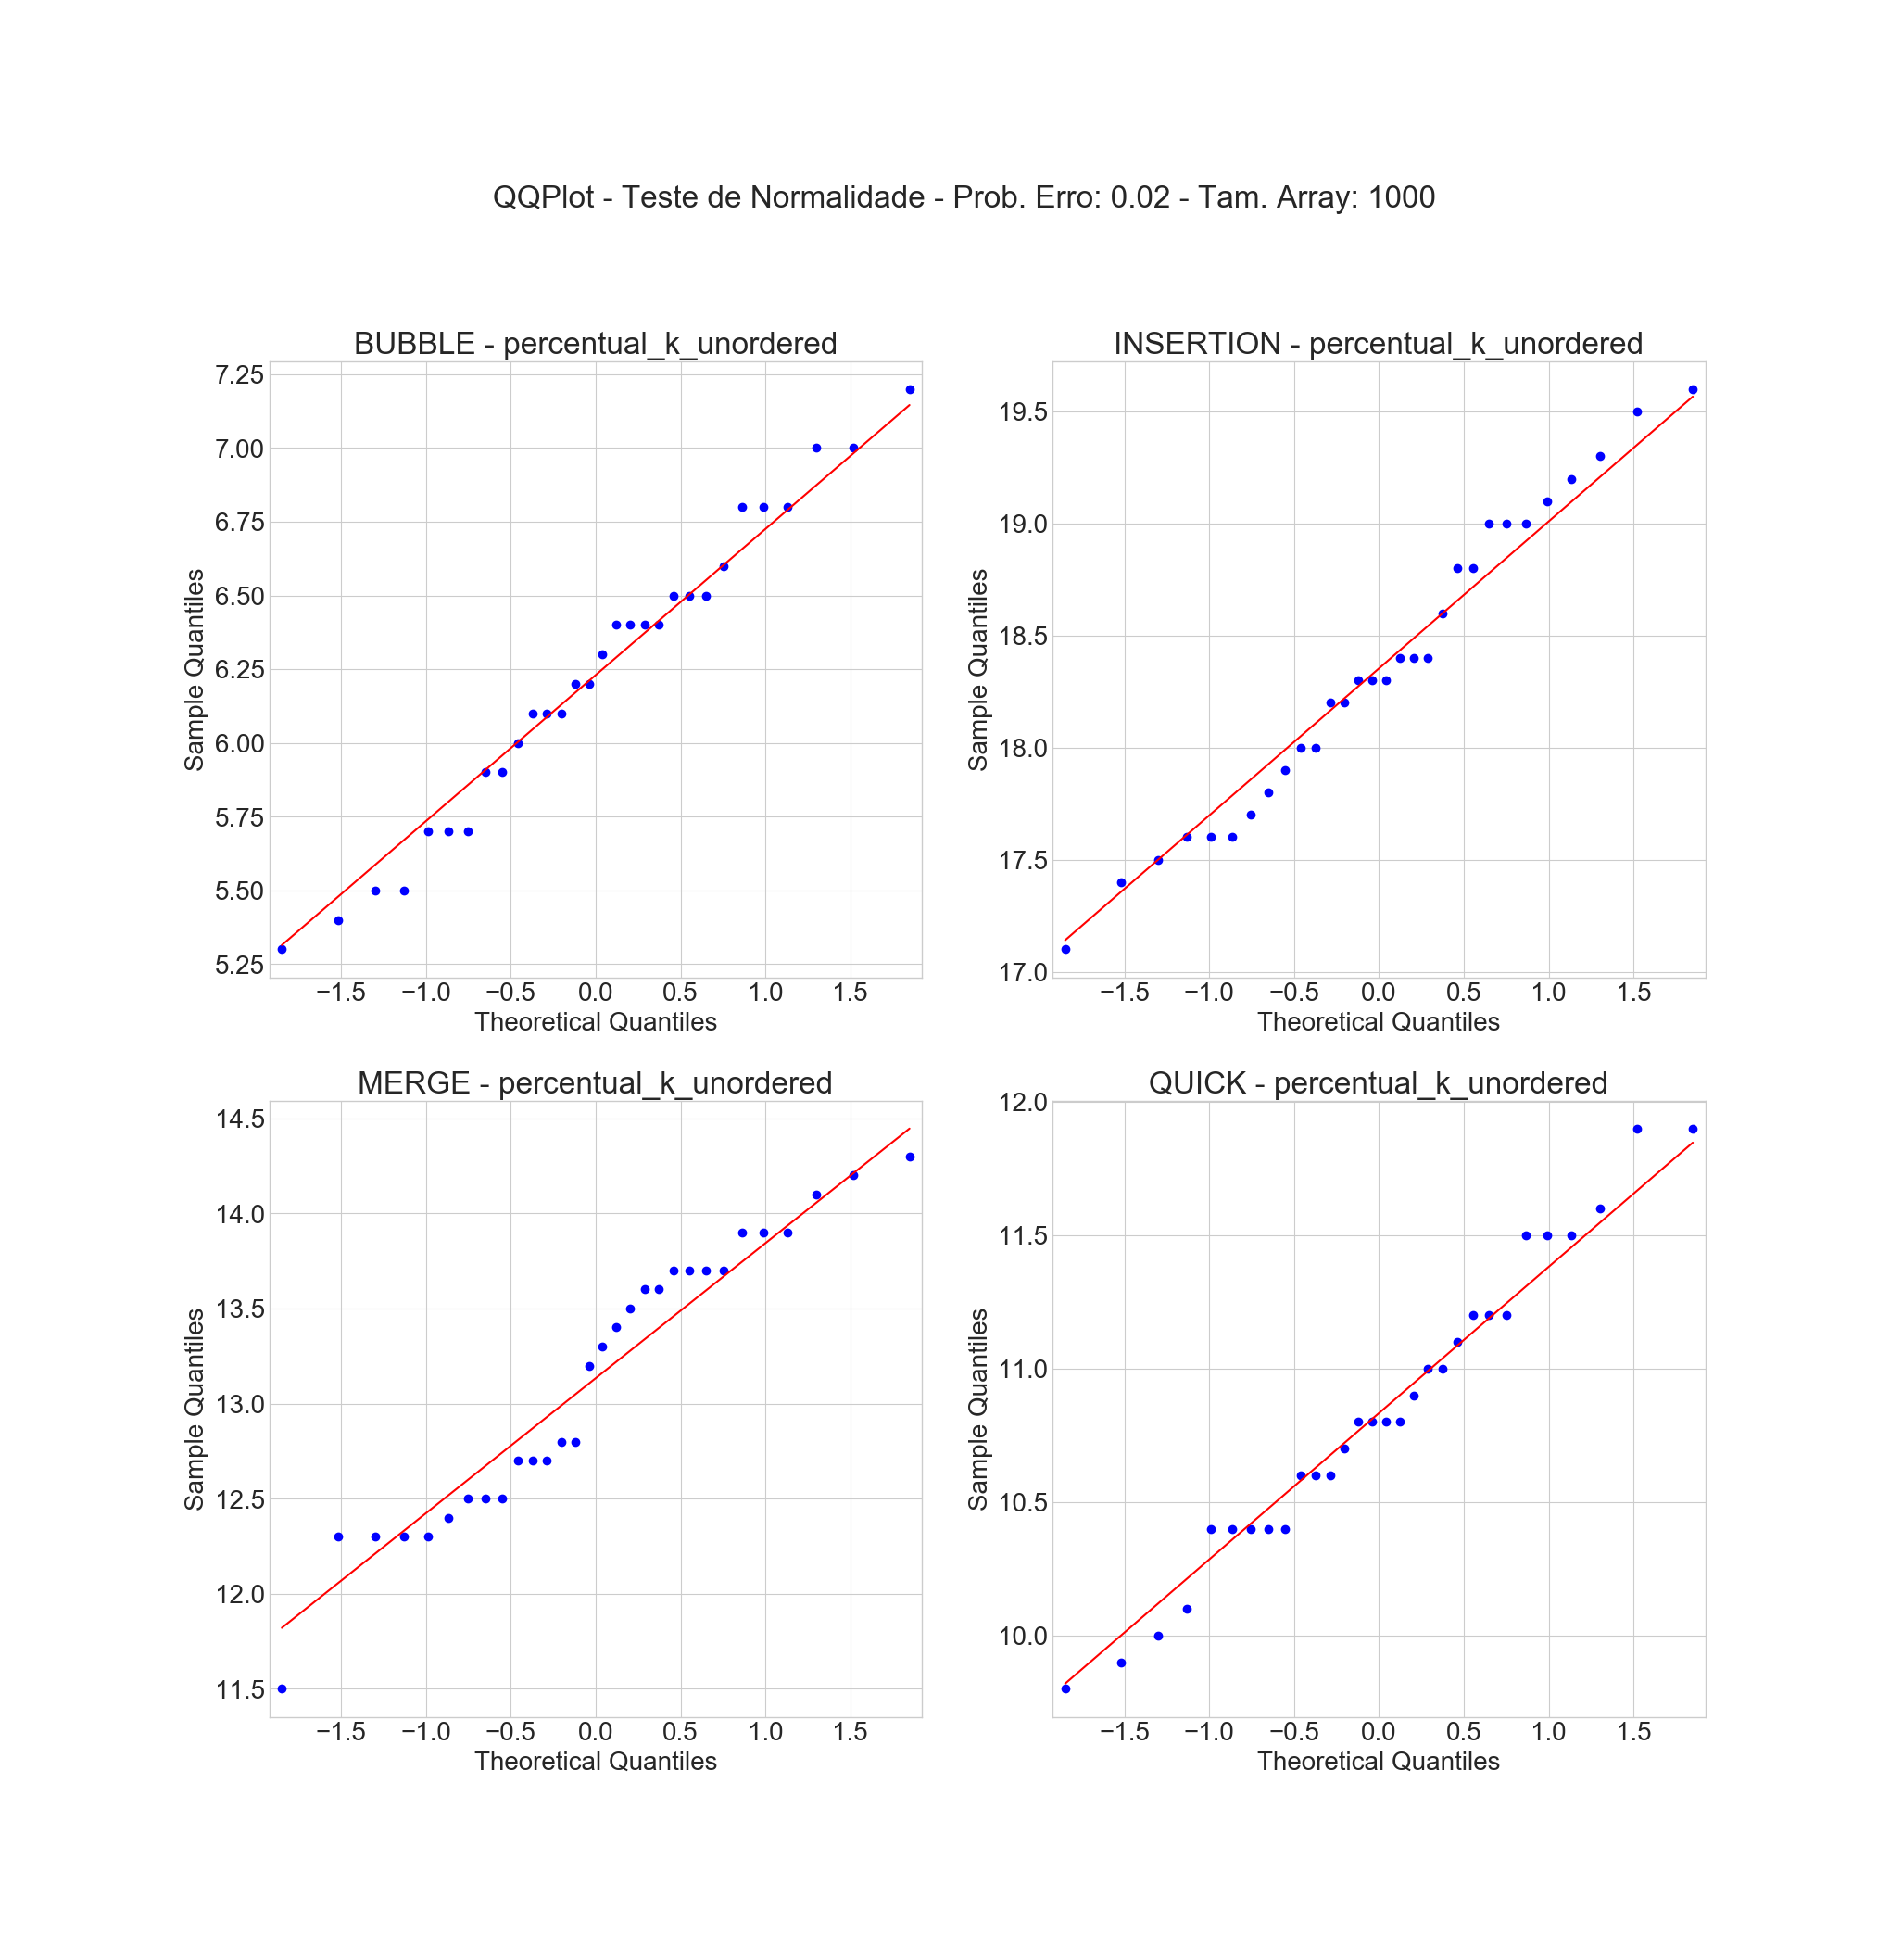 QQPlot - Teste de Normalidade - Prob. Erro: 0.02 - Tam. Array: 1000
BUBBLE - percentual_k_unordered
7.25
7.00
6.75
6.50
6.25
6.00
5.75
5.50
5.25
Sample Quantiles
−1.5 −1.0 −0.5 0.0 0.5 1.0 1.5
Theoretical Quantiles
INSERTION - percentual_k_unordered
19.5
19.0
18.5
18.0
17.5
17.0
Sample Quantiles
−1.5 −1.0 −0.5 0.0 0.5 1.0 1.5
Theoretical Quantiles
MERGE - percentual_k_unordered
14.5
14.0
13.5
13.0
12.5
12.0
11.5
Sample Quantiles
−1.5 −1.0 −0.5 0.0 0.5 1.0 1.5
Theoretical Quantiles
QUICK - percentual_k_unordered
12.0
11.5
11.0
10.5
10.0
Sample Quantiles
−1.5 −1.0 −0.5 0.0 0.5 1.0 1.5
Theoretical Quantiles